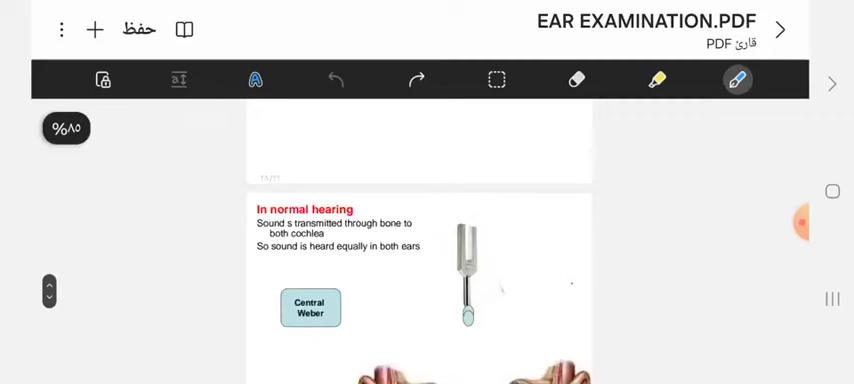 EAR EXAMINATION.PDF
قارئ PDF
حفظ
%٨٥
In normal hearing
Sound s transmitted through bone to
both cochlea
So sound is heard equally in both ears
Central
Weber